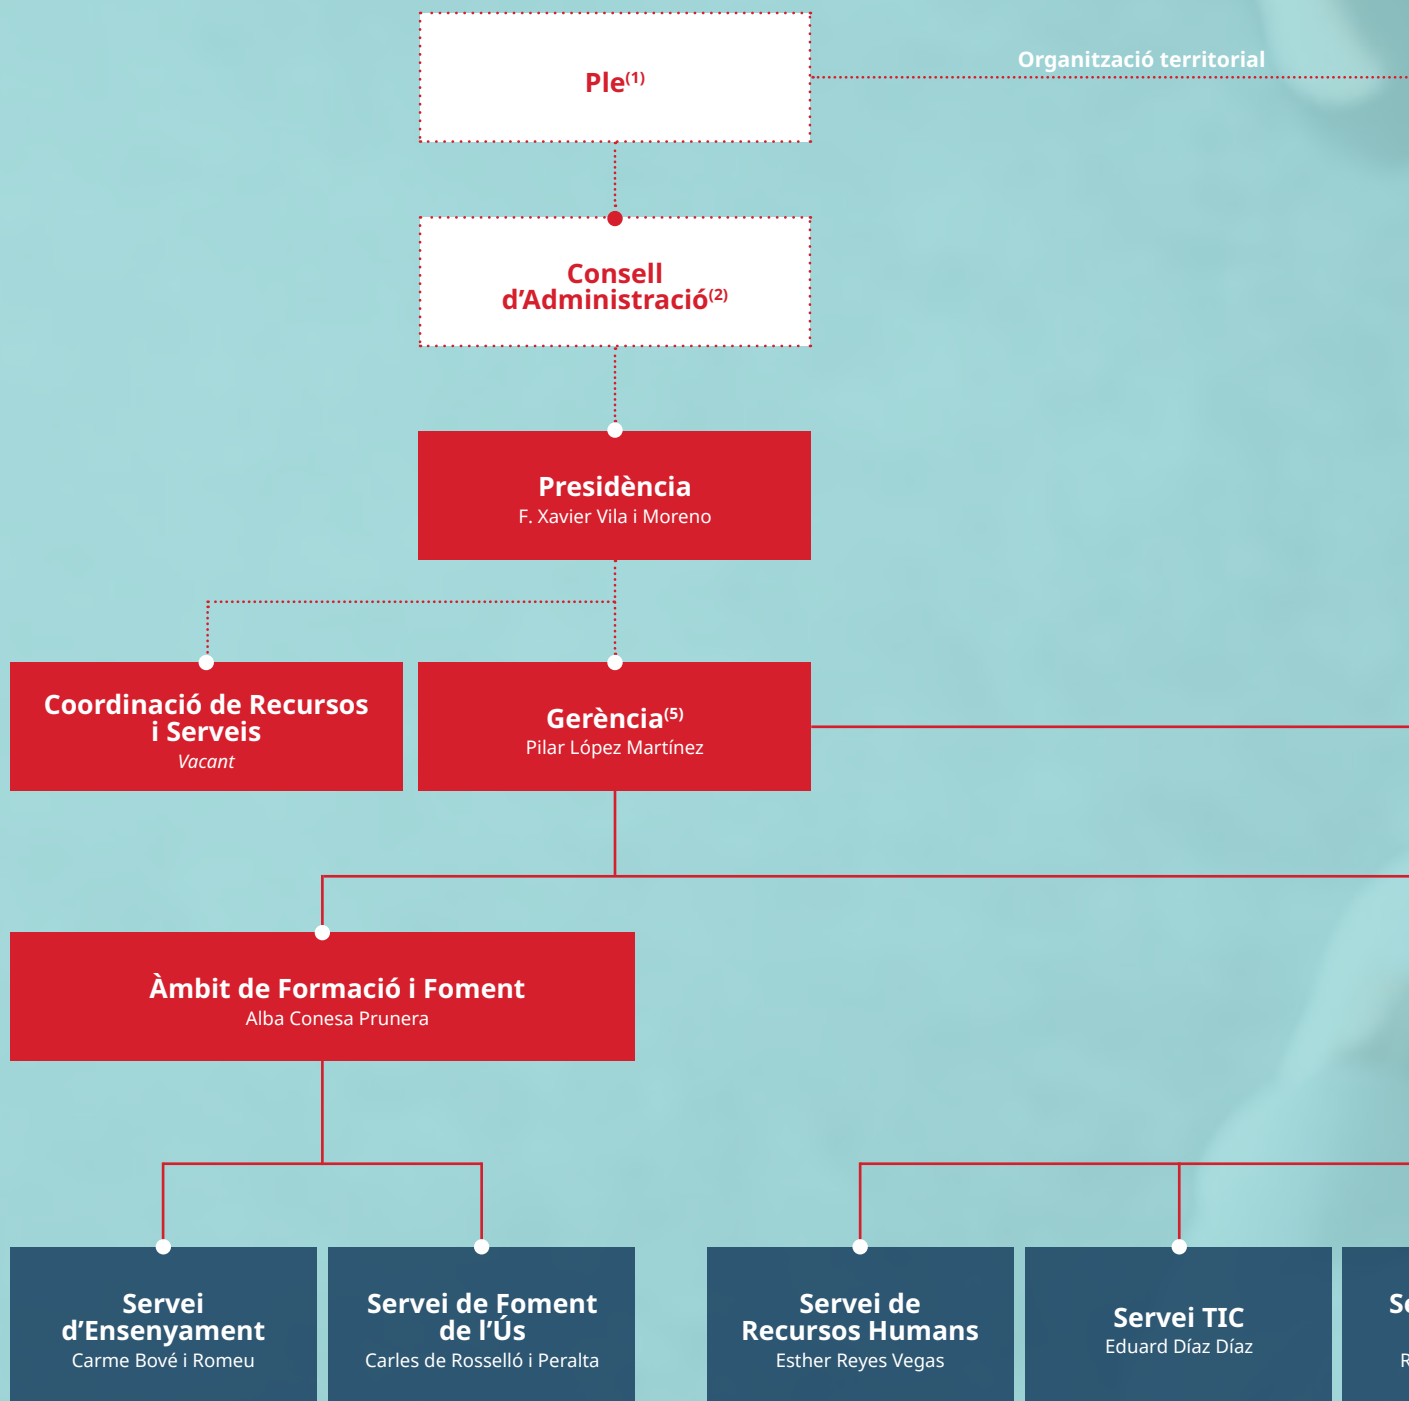 Ple(1)
Organització territorial
Consell
d’Administració(2)
Presidència
F. Xavier Vila i Moreno
Coordinació de Recursos
i Serveis
Vacant
Gerència(5)
Pilar López Martínez
Àmbit de Formació i Foment
Alba Conesa Prunera
Servei
d’Ensenyament
Carme Bové i Romeu
Servei de Foment
de l’Ús
Carles de Rosselló i Peralta
Servei de
Recursos Humans
Esther Reyes Vegas
Servei TIC
Eduard Díaz Díaz